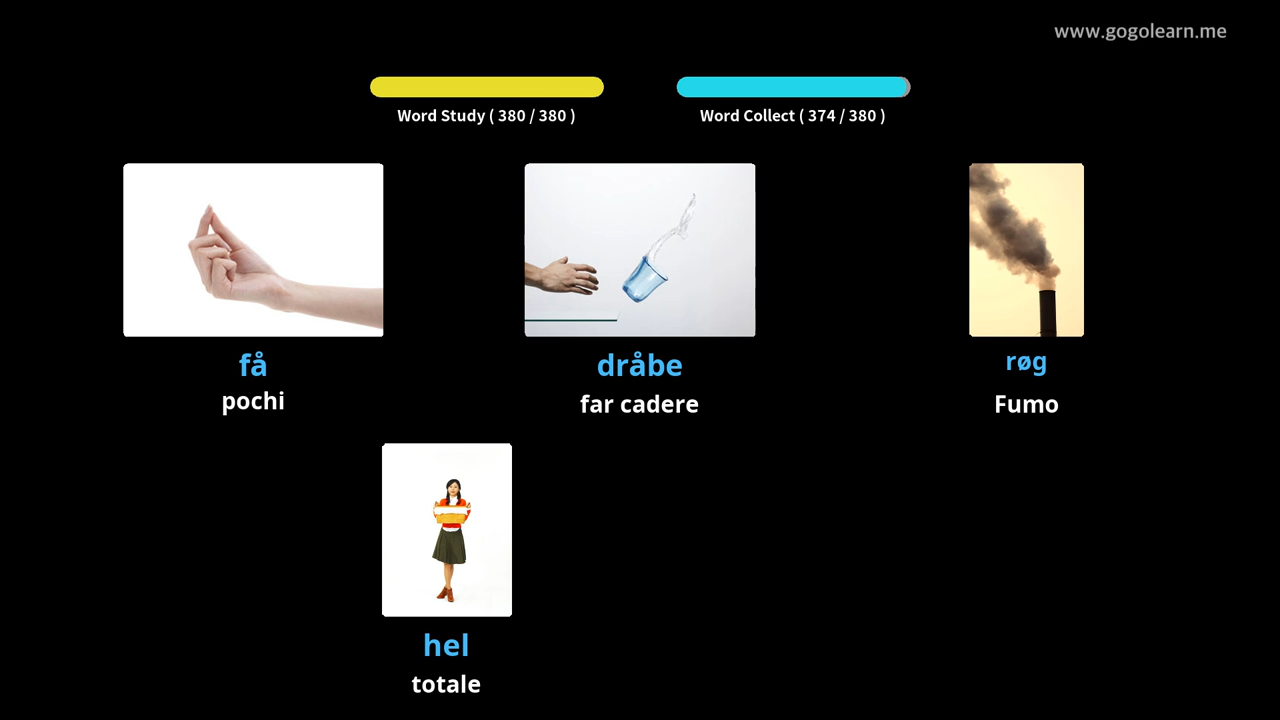 www.gogolearn.me
Word Study ( 380 / 380 )
Word Collect ( 374 / 380 )
få
pochi
dråbe
far cadere
røg
Fumo
hel
totale